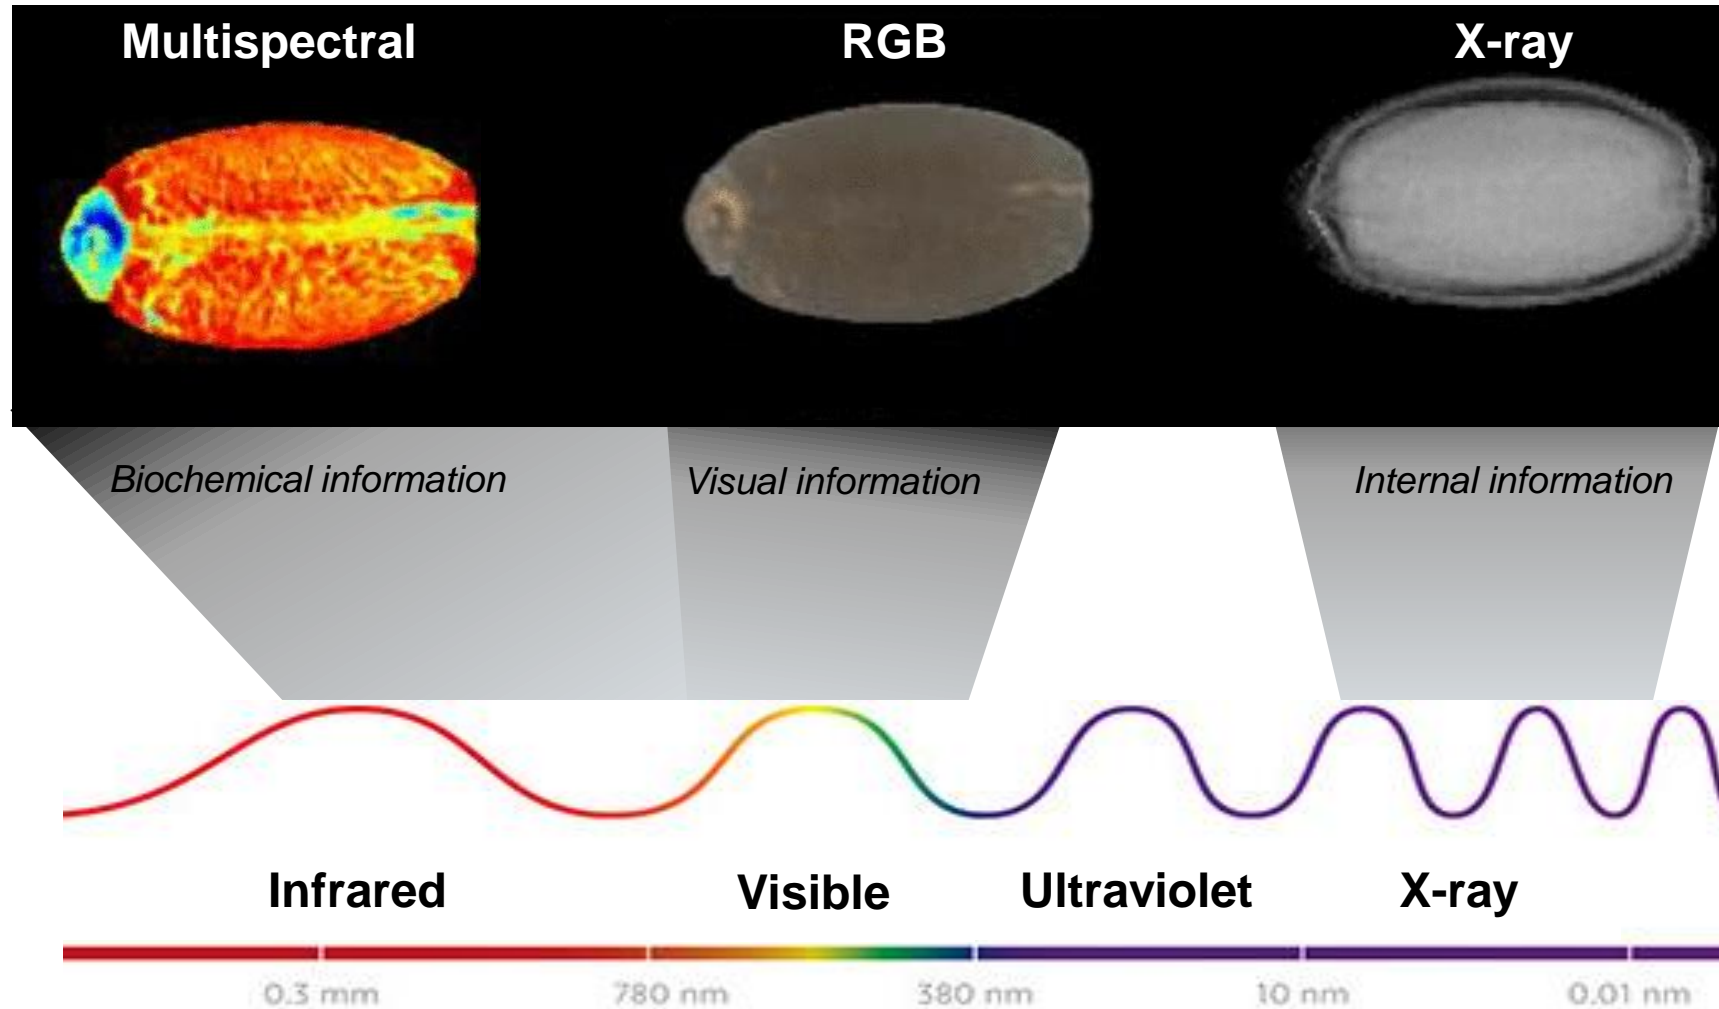 Multispectral RGB X-ray
Biochemical information Visual information Internal information
Infrared Visible Ultraviolet X-ray
0.3 mm 780 nm 380 nm 10 nm 0.01 nm